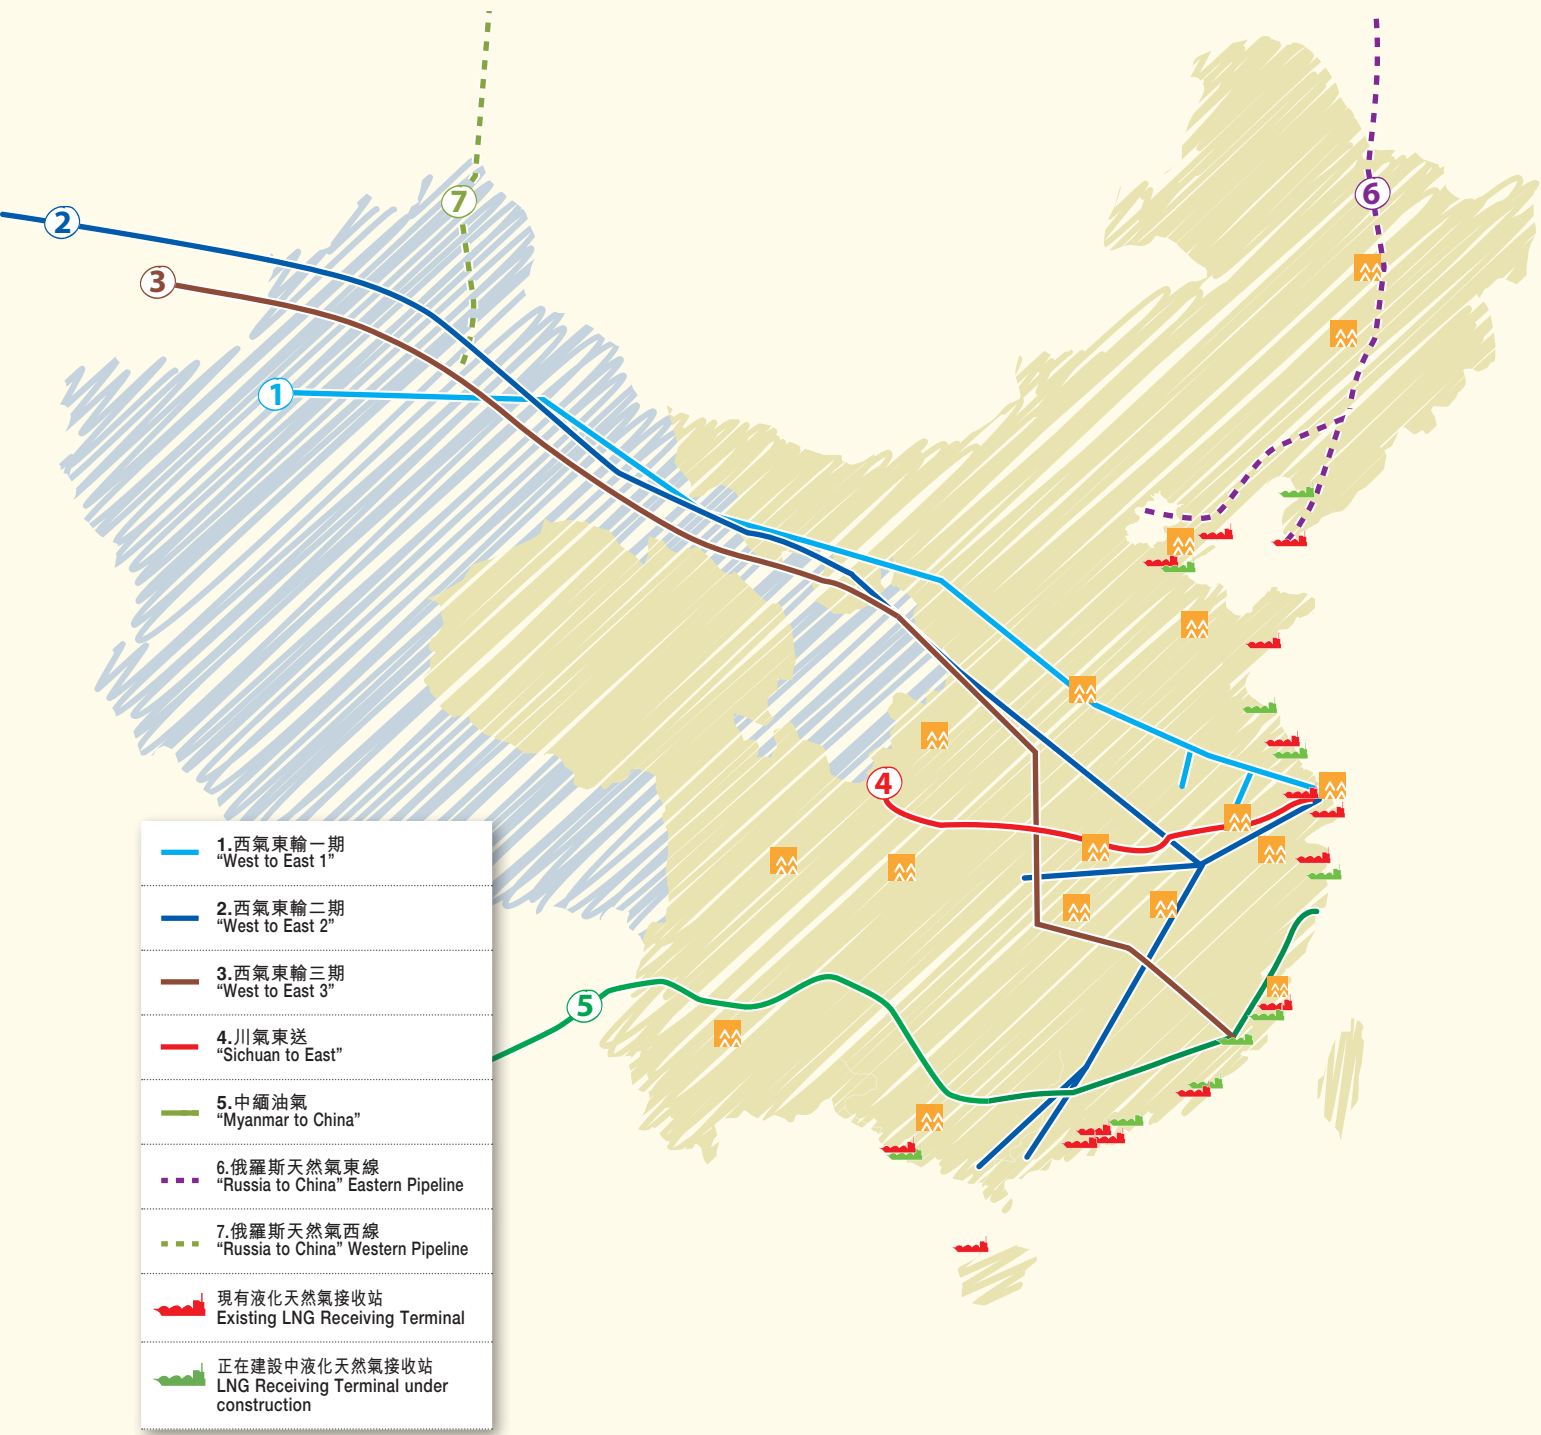 7
6
2
3
1
4
5
1.西氣東輸一期
“West to East 1”
2.西氣東輸二期
“West to East 2”
3.西氣東輸三期
“West to East 3”
4.川氣東送
“Sichuan to East”
5.中緬油氣
“Myanmar to China”
6.俄羅斯天然氣東線
“Russia to China” Eastern Pipeline
7.俄羅斯天然氣西線
“Russia to China” Western Pipeline
現有液化天然氣接收站
Existing LNG Receiving Terminal
正在建設中液化天然氣接收站
LNG Receiving Terminal under
construction